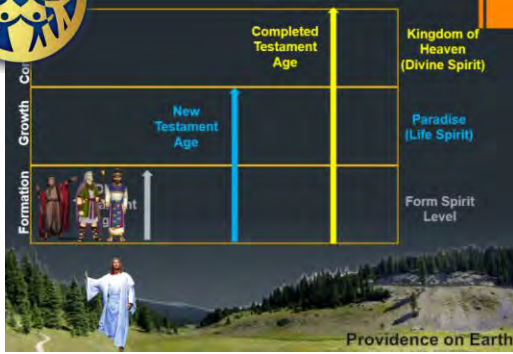 Completed
Testament
Age
Kingdom of
Heaven
(Divine Spirit)
Growth
New
Testament
Age
Paradise
(Life Spirit)
Formation
Form Spirit
Level
Providence on Earth